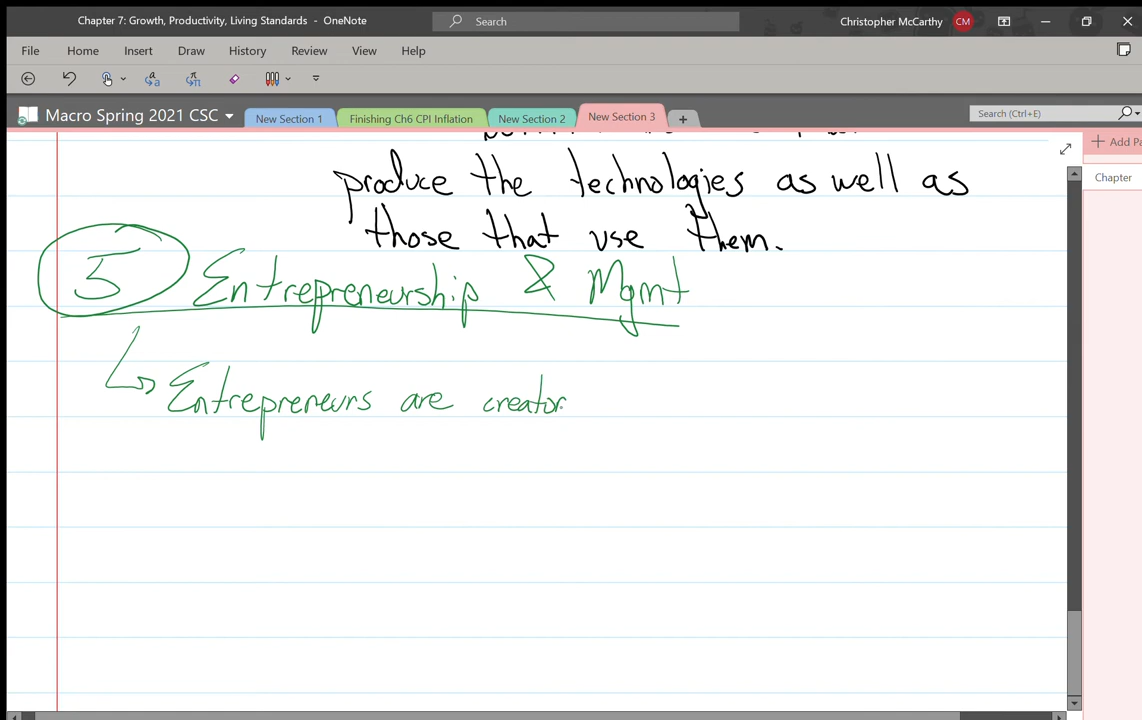 Chapter 7: Growth, Productivity, Living Standards - OneNote
Search
Christopher McCarthy CM
File Home Insert Draw History Review View Help
Macro Spring 2021 CSC
New Section 1 Finishing Ch6 CPI Inflation New Section 2 New Section 3 +
Search (Ctrl+E)
Add Pa
Chapter
produce the technologies as well as
those that use them.
5 Entrepreneurship & Mgmt
Entrepreneurs are creator